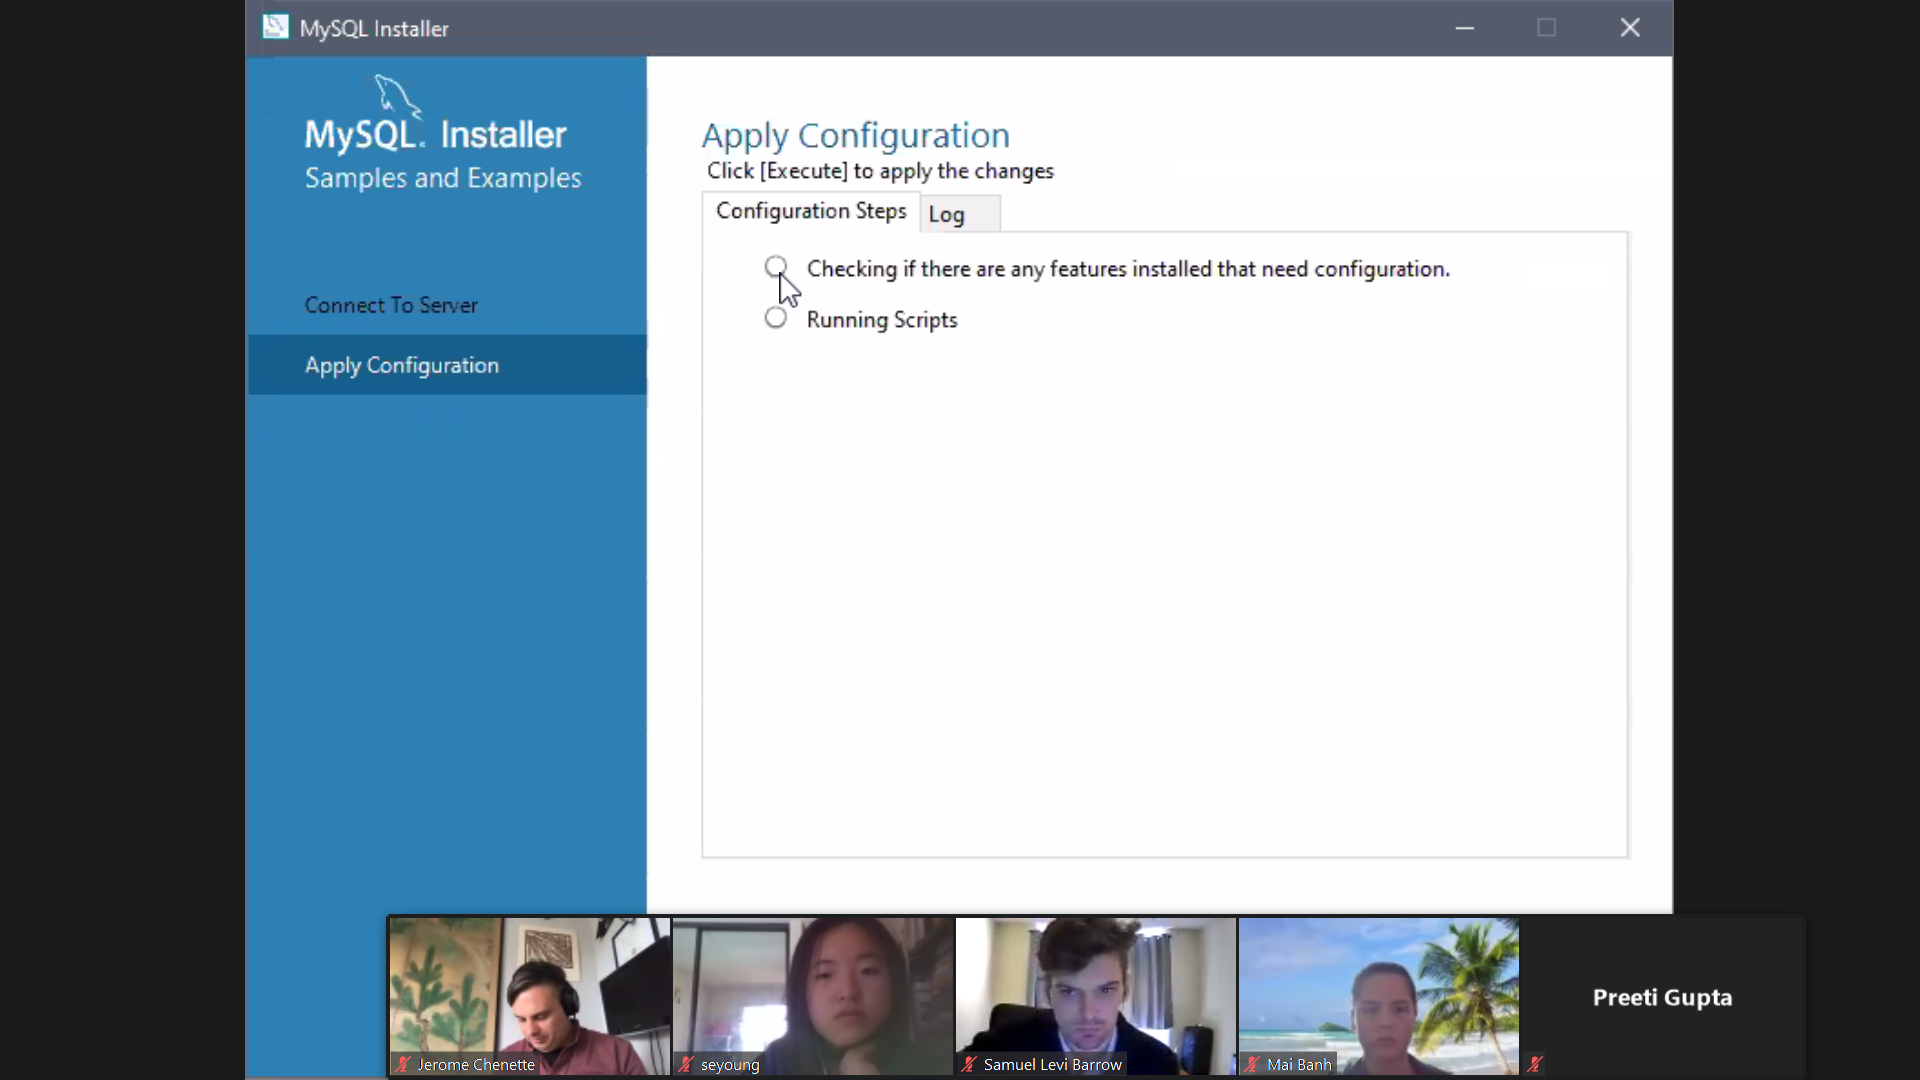 MySQL Installer
MySQL. Installer
Samples and Examples
Connect To Server
Apply Configuration
Apply Configuration
Click [Execute] to apply the changes
Configuration Steps
Log
Checking if there are any features installed that need configuration.
Running Scripts
Jerome Chenette
seyoung
Samuel Levi Barrow
Mai Banh
Preeti Gupta